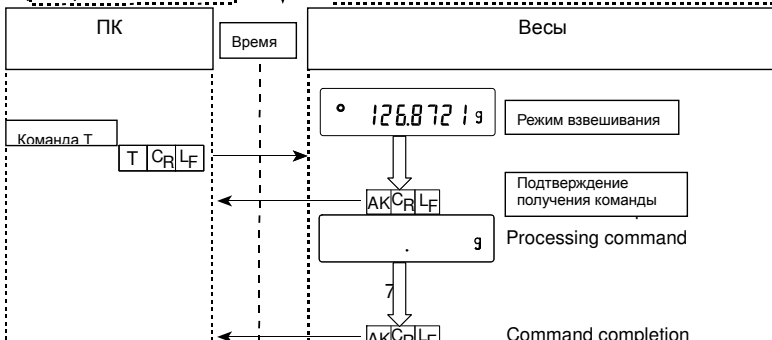 ПК
Время
Весы
126.8721 g
Режим взвешивания
Команда T
T CR LF
Подтверждение
получения команды
AK CR LF
. g
Processing command
7
AK CR LF
Command completion